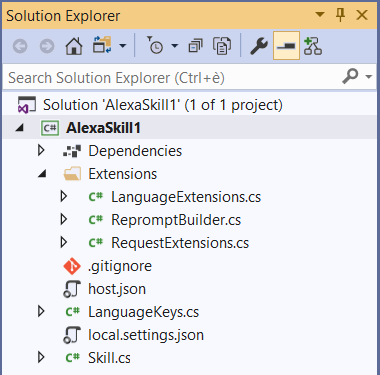 Solution Explorer
Search Solution Explorer (Ctrl+è)
Solution 'AlexaSkill1' (1 of 1 project)
C# AlexaSkill1
Dependencies
Extensions
C# LanguageExtensions.cs
C# RepromptBuilder.cs
C# RequestExtensions.cs
.gitignore
host.json
C# LanguageKeys.cs
local.settings.json
C# Skill.cs